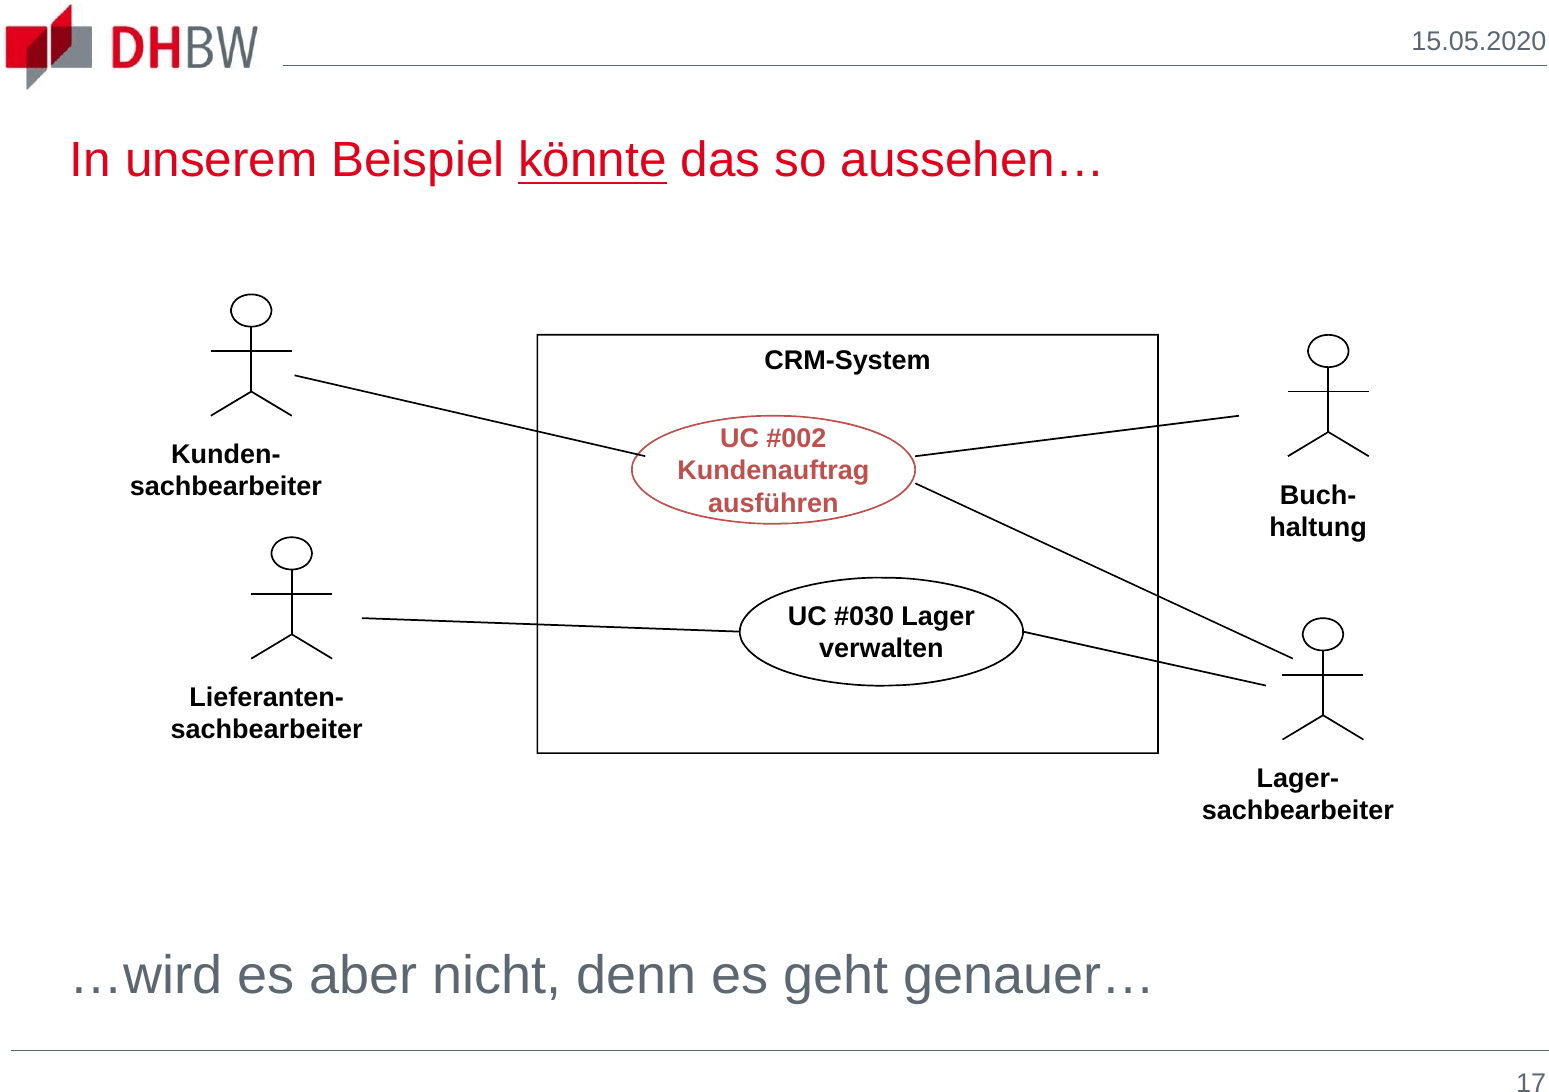 DHBW
15.05.2020
In unserem Beispiel könnte das so aussehen…
CRM-System
UC #002
Kundenauftrag
ausführen
Kunden-
sachbearbeiter
Buch-
haltung
UC #030 Lager
verwalten
Lieferanten-
sachbearbeiter
Lager-
sachbearbeiter
…wird es aber nicht, denn es geht genauer…
17